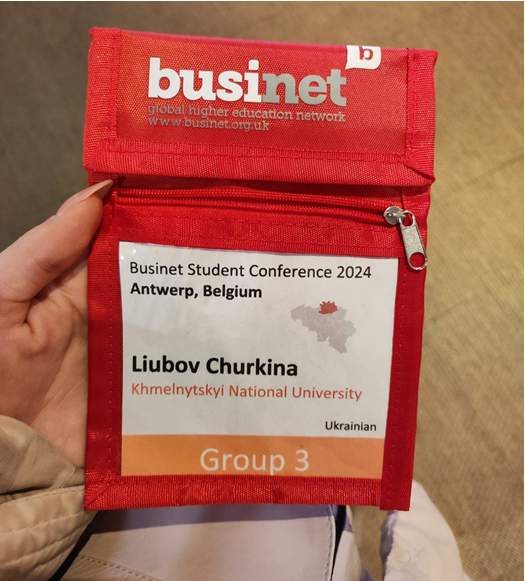 b
businet
global higher education network
www.businet.org.uk
Businet Student Conference 2024
Antwerp, Belgium
Liubov Churkina
Khmelnytskyi National University
Ukrainian
Group 3